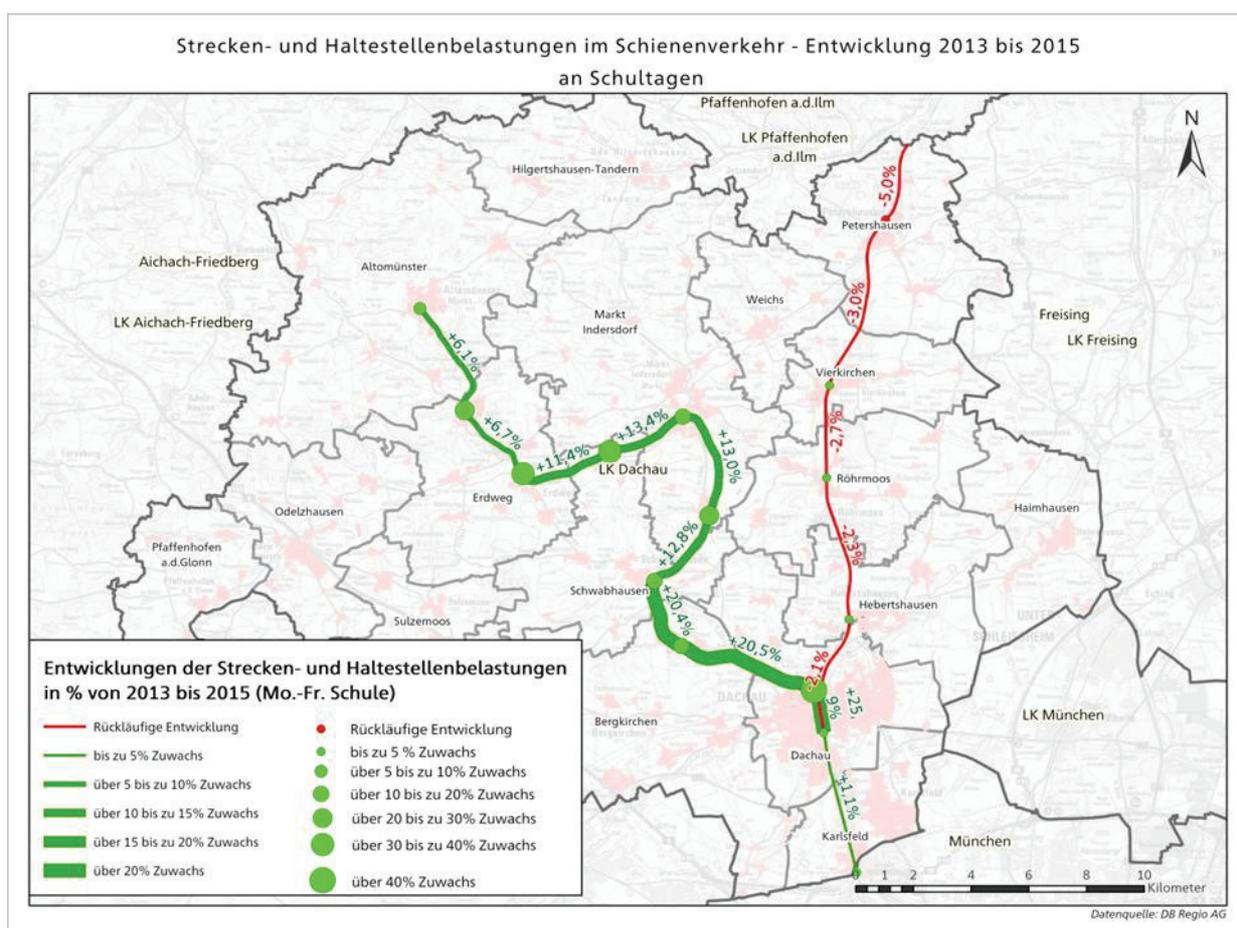 Strecken- und Haltestellenbelastungen im Schienenverkehr - Entwicklung 2013 bis 2015
an Schultagen
Pfaffenhofen a.d.Ilm
LK Pfaffenhofen
a.d.Ilm
N
Hilgertshausen-Tandern
-5,0%
Petershausen
Aichach-Friedberg
Altomünster
LK Aichach-Friedberg
Markt
Indersdorf
Weichs
-3,0%
Freising
LK Freising
+6,1%
Vierkirchen
+6,7%
+11,4%
+13,4%
+13,0%
-2,7%
LK Dachau
Röhrmoos
Erdweg
Odelzhausen
Haimhausen
Pfaffenhofen
a.d.Glonn
+12,8%
-2,3%
Schwabhausen
+20,4%
Hebertshausen
Sulzemoos
+20,5%
-2,1%
DACHAU
+25,
9%
Bergkirchen
LK München
Dachau
+1,1%
Karlsfeld
München
Entwicklungen der Strecken- und Haltestellenbelastungen
in % von 2013 bis 2015 (Mo.-Fr. Schule)
Rückläufige Entwicklung
bis zu 5% Zuwachs
über 5 bis zu 10% Zuwachs
über 10 bis zu 15% Zuwachs
über 15 bis zu 20% Zuwachs
über 20% Zuwachs
Rückläufige Entwicklung
bis zu 5 % Zuwachs
über 5 bis zu 10% Zuwachs
über 10 bis zu 20% Zuwachs
über 20 bis zu 30% Zuwachs
über 30 bis zu 40% Zuwachs
über 40% Zuwachs
0 1 2 4 6 8 10
Kilometer
Datenquelle: DB Regio AG